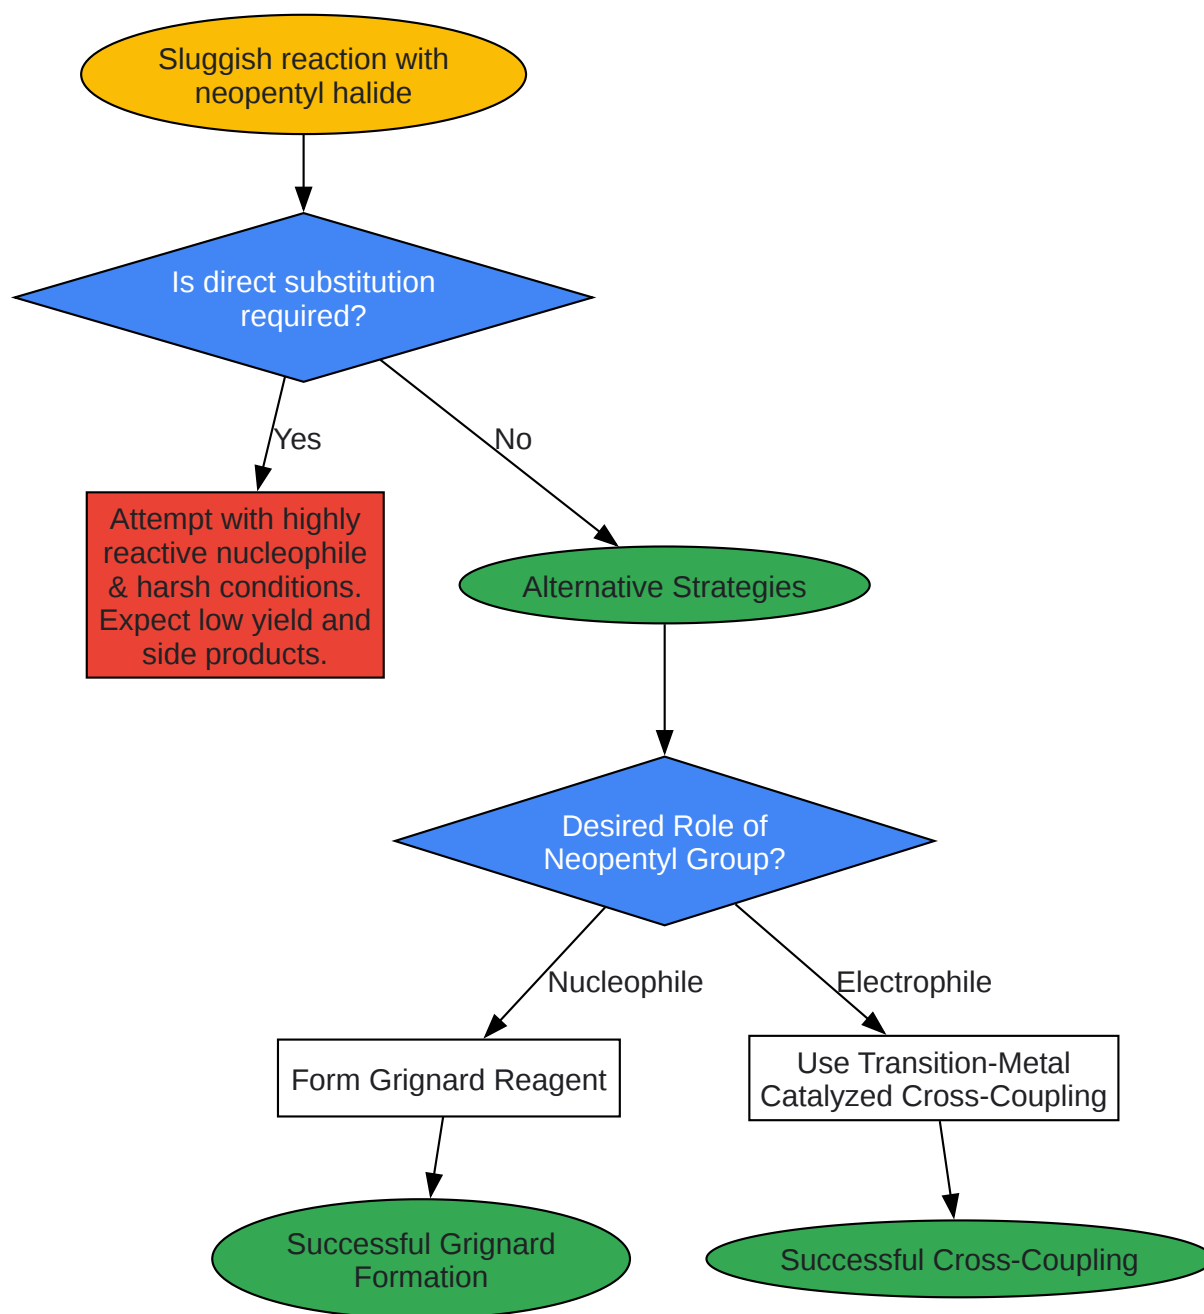 Sluggish reaction with
neopentyl halide
Is direct substitution
required?
Yes
No
Attempt with highly
reactive nucleophile
& harsh conditions.
Expect low yield and
side products.
Alternative Strategies
Desired Role of
Neopentyl Group?
Nucleophile
Electrophile
Form Grignard Reagent
Use Transition-Metal
Catalyzed Cross-Coupling
Successful Grignard
Formation
Successful Cross-Coupling